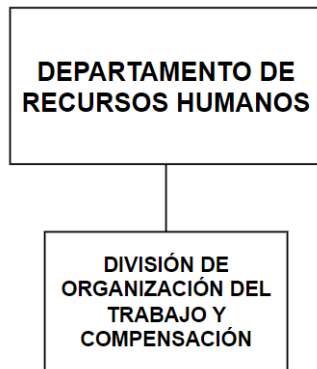 DEPARTAMENTO DE
RECURSOS HUMANOS
DIVISIÓN DE
ORGANIZACIÓN DEL
TRABAJO Y
COMPENSACIÓN